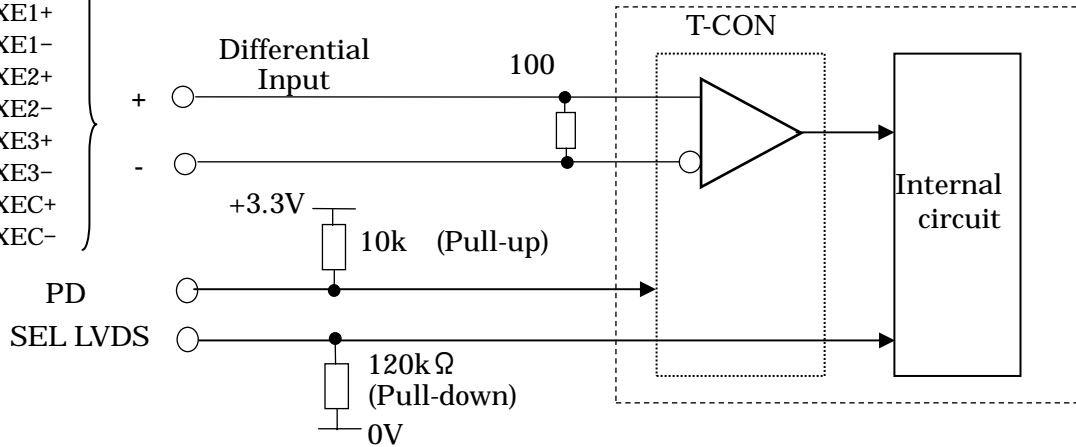 XE1+
XE1−
XE2+
XE2−
XE3+
XE3−
XEC+
XEC−
Differential
Input
+
-
100
T-CON
Internal
circuit
+3.3V
10k (Pull-up)
PD
SEL LVDS
120kΩ
(Pull-down)
0V